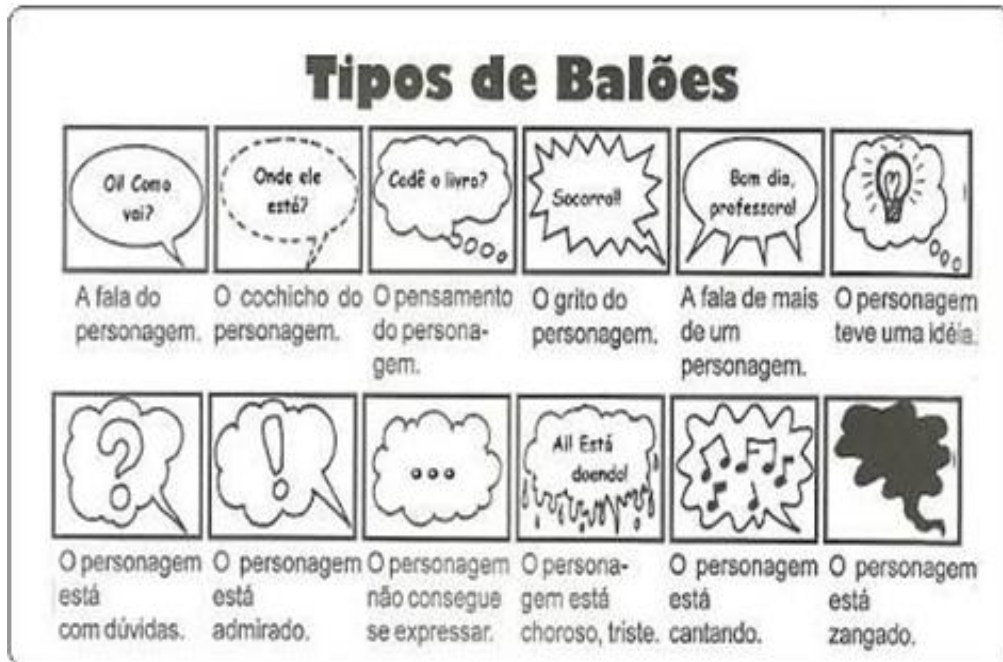 Tipos de Balões
Oi! Como
vai?
Onde ele
está?
Cadê o livro?
Socorro!!
Bom dia,
professora!
A fala do
personagem.
O cochicho do
personagem.
O pensamento
do persona-
gem.
O grito do
personagem.
A fala de mais
de um
personagem.
O personagem
teve uma idéia.
?
!
...
Ai! Está
doendo!
O personagem
está
com dúvidas.
O personagem
está
admirado.
O personagem
não consegue
se expressar.
O persona-
gem está
choroso, triste.
O personagem
está
cantando.
O personagem
está
zangado.